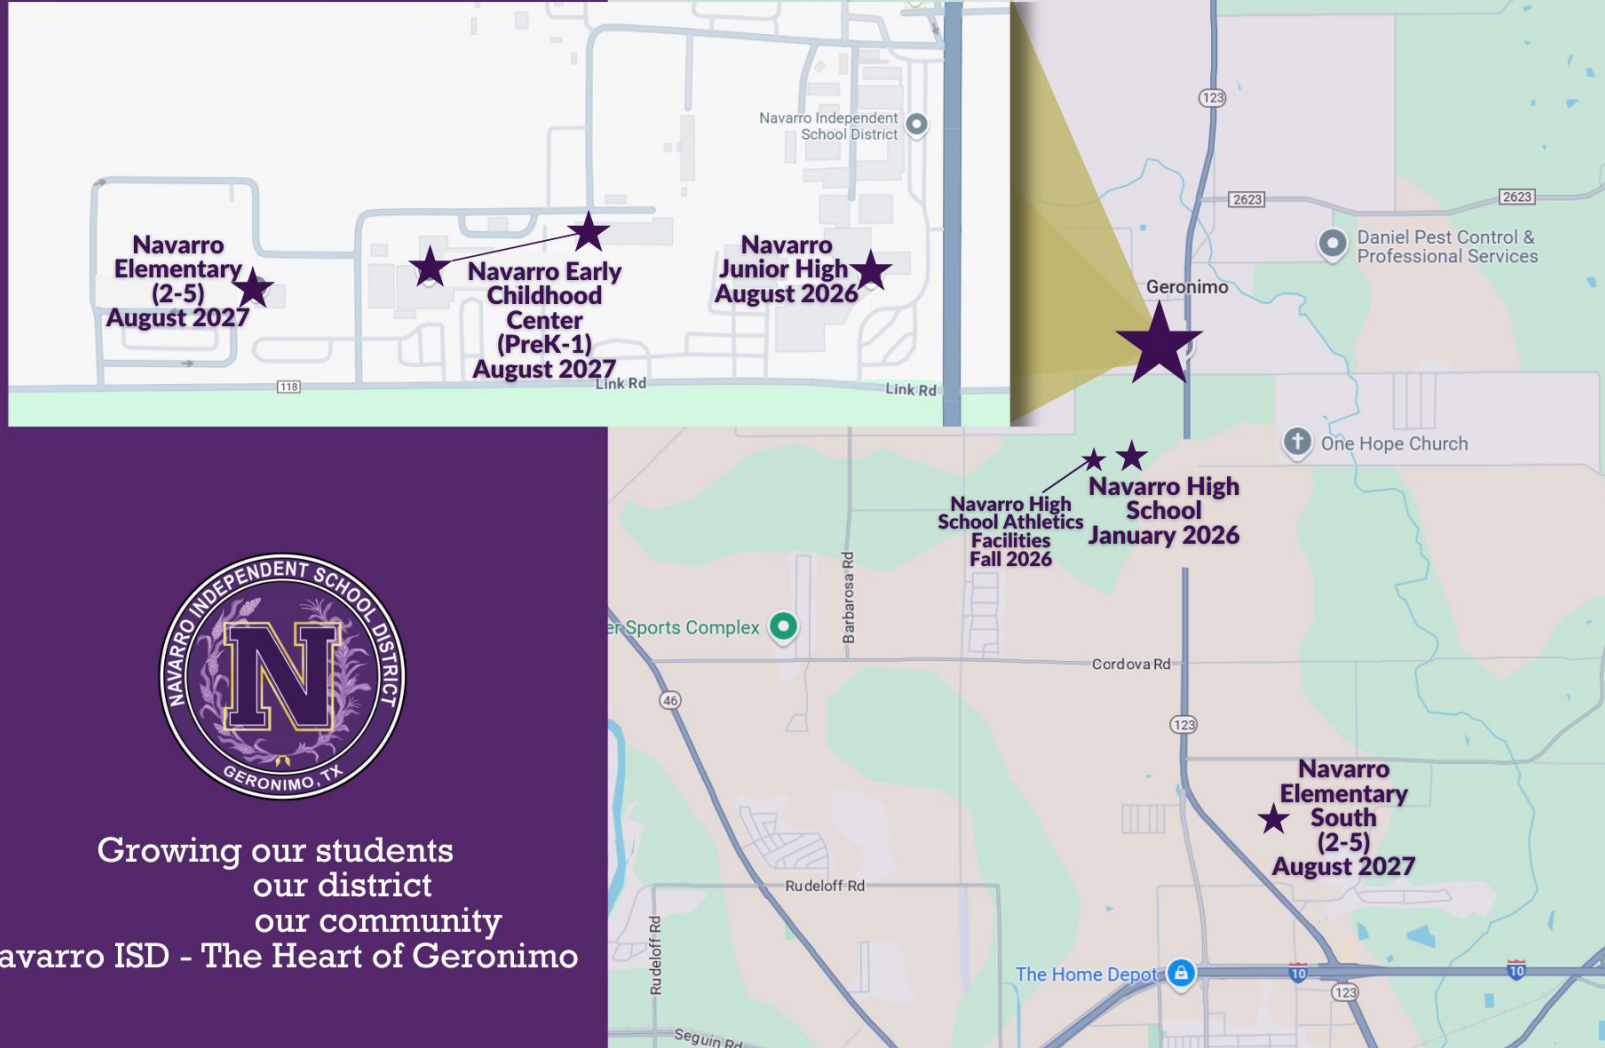 Navarro Independent
School District
Navarro
Elementary
(2-5)
August 2027
Navarro Early
Childhood
Center
(PreK-1)
August 2027
Navarro
Junior High
August 2026
118
Link Rd
Link Rd
123
2623
2623
Daniel Pest Control &
Professional Services
Geronimo
One Hope Church
Navarro High
School Athletics
Facilities
Fall 2026
Navarro High
School
January 2026
Barbarosa Rd
er Sports Complex
Cordova Rd
46
123
Navarro
Elementary
South
(2-5)
August 2027
Rudeloff Rd
Rudeloff Rd
The Home Depot
10
10
123
Seguin Rd
NAVARRO INDEPENDENT SCHOOL DISTRICT
N
GERONIMO, TX
Growing our students
our district
our community
avarro ISD - The Heart of Geronimo